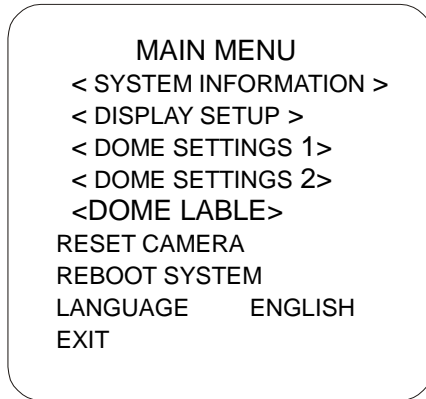 MAIN MENU
< SYSTEM INFORMATION >
< DISPLAY SETUP >
< DOME SETTINGS 1>
< DOME SETTINGS 2>
<DOME LABLE>
RESET CAMERA
REBOOT SYSTEM
LANGUAGE ENGLISH
EXIT